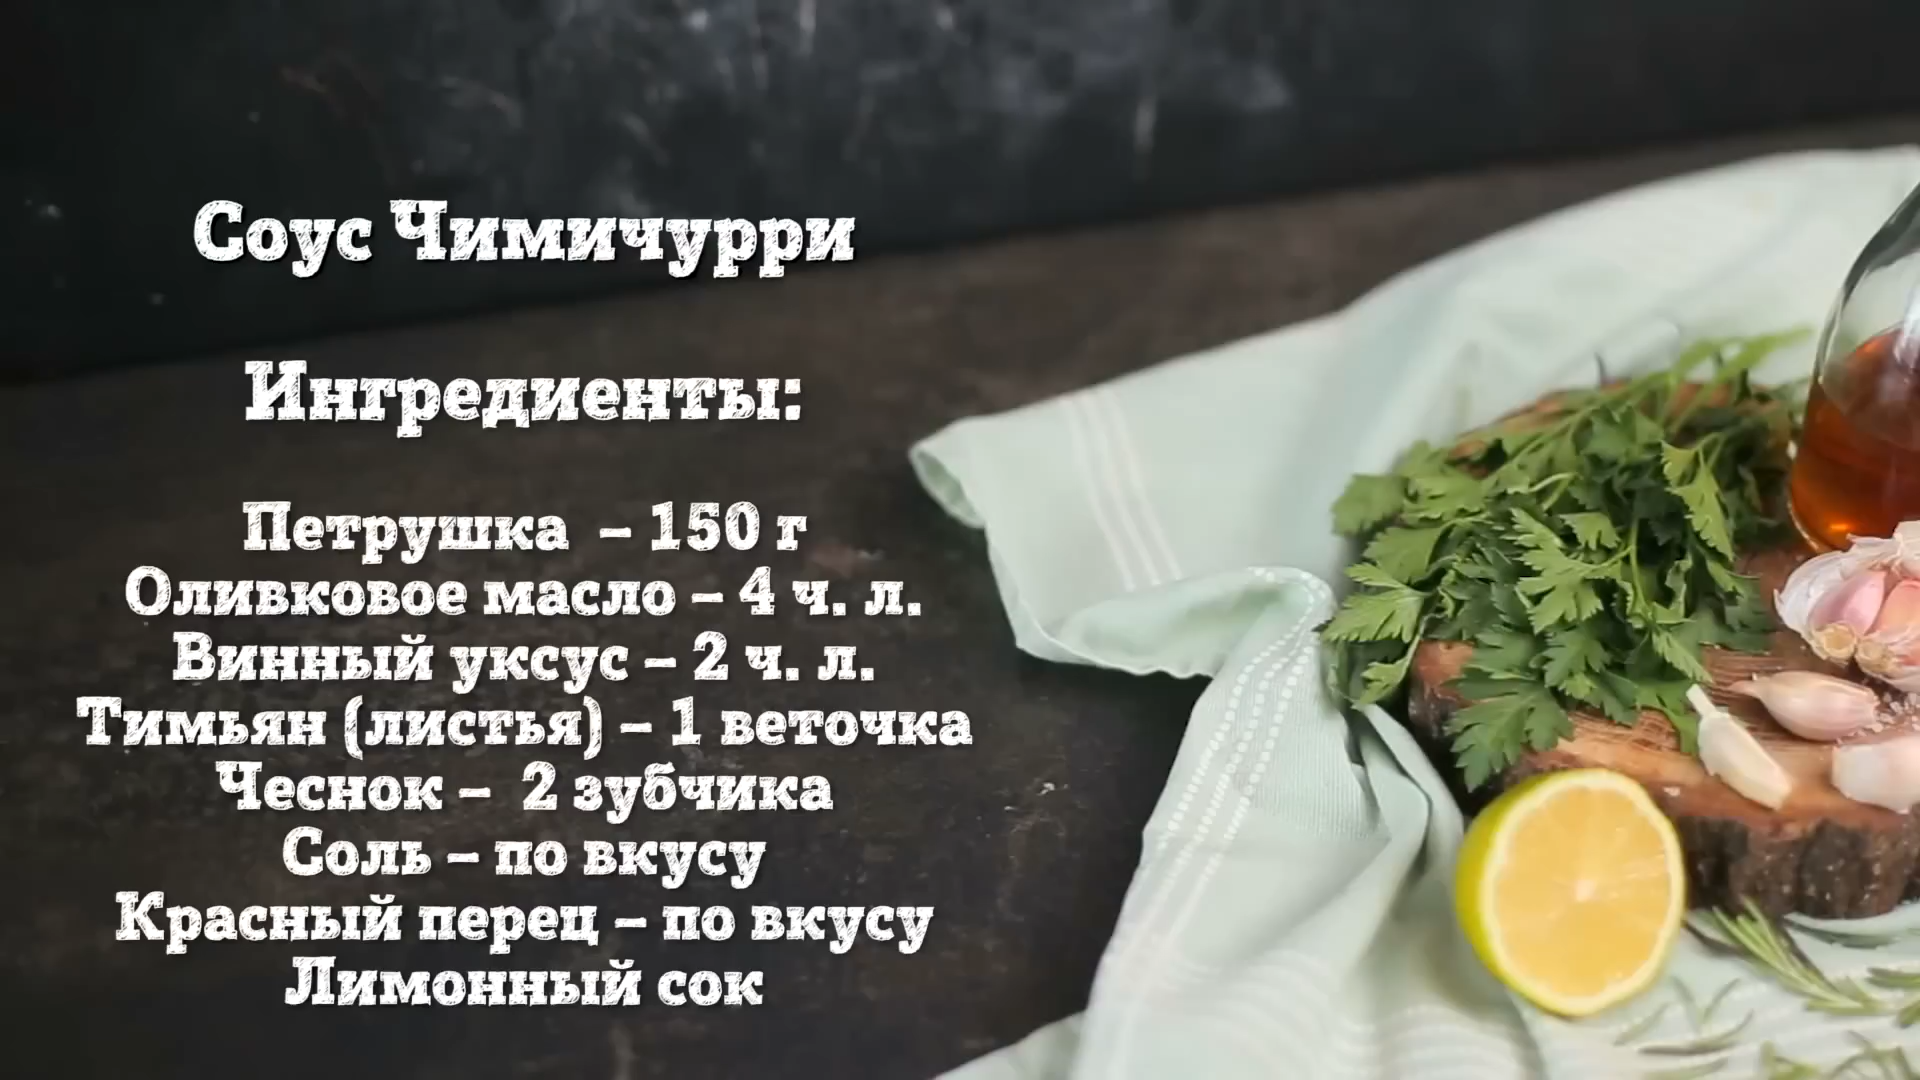 Соус Чимичурри
Ингредиенты:
Петрушка – 150 г
Оливковое масло – 4 ч. л.
Винный уксус – 2 ч. л.
Тимьян (листья) – 1 веточка
Чеснок – 2 зубчика
Соль – по вкусу
Красный перец – по вкусу
Лимонный сок